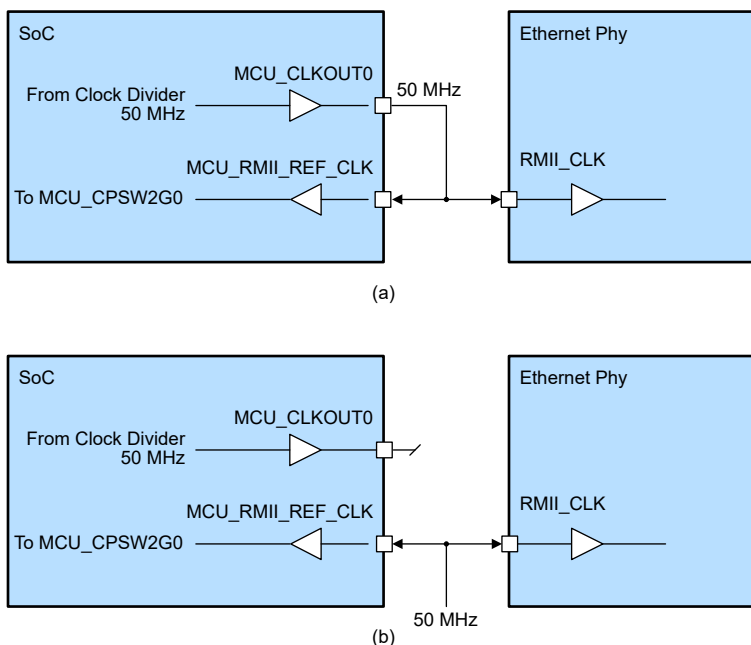 SoC
Ethernet Phy
MCU_CLKOUT0
From Clock Divider
50 MHz
50 MHz
MCU_RMII_REF_CLK
RMII_CLK
To MCU_CPSW2G0
(a)
SoC
Ethernet Phy
MCU_CLKOUT0
From Clock Divider
50 MHz
MCU_RMII_REF_CLK
RMII_CLK
To MCU_CPSW2G0
50 MHz
(b)